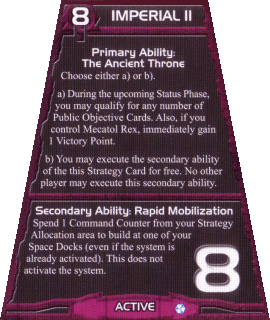 8 IMPERIAL II
Primary Ability:
The Ancient Throne
Choose either a) or b).
a) During the upcoming Status Phase,
you may qualify for any number of
Public Objective Cards. Also, if you
control Mecatol Rex, immediately gain
1 Victory Point.
b) You may execute the secondary ability
of the this Strategy Card for free. No other
player may execute this secondary ability.
Secondary Ability: Rapid Mobilization
Spend 1 Command Counter from your Strategy
Allocation area to build at one of your
Space Docks (even if the system is
already activated). This does not
activate the system.
8
ACTIVE